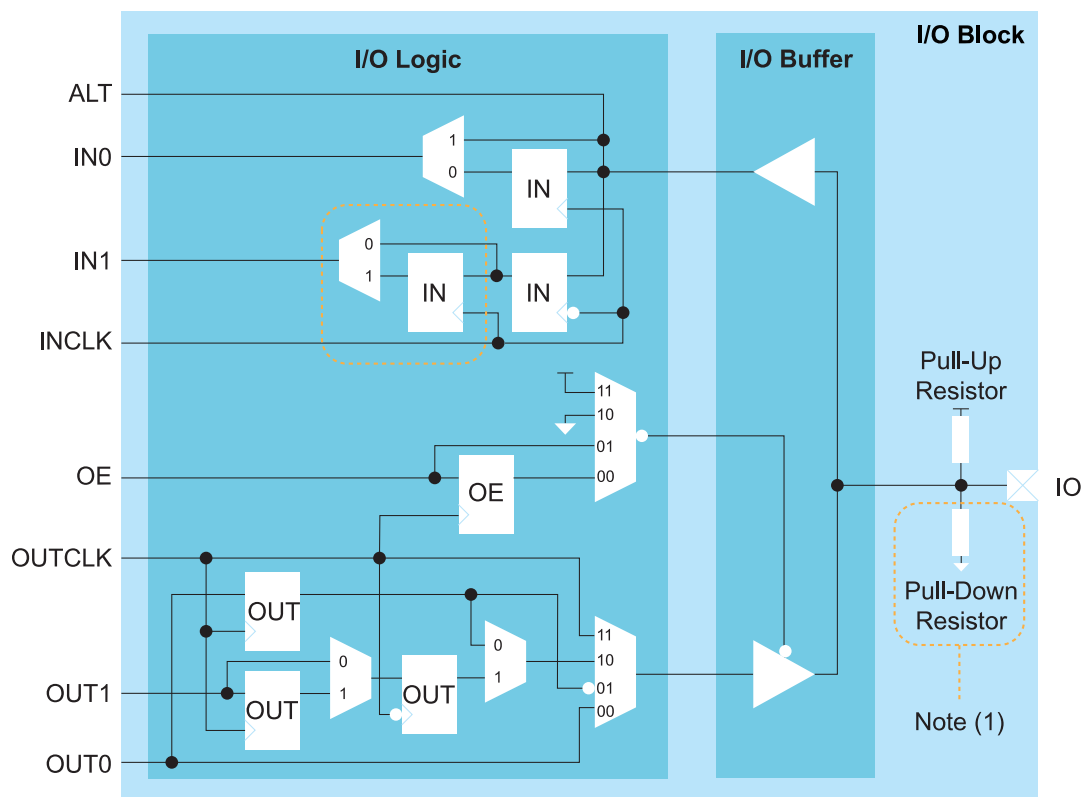 I/O Block
I/O Logic
I/O Buffer
ALT
1
IN0
0
IN
0
IN1
1
IN
IN
INCLK
Pull-Up
Resistor
11
10
01
OE
00
OE
IO
OUTCLK
Pull-Down
Resistor
OUT
11
0
10
0
1
OUT1
1
OUT
OUT
01
00
Note (1)
OUT0